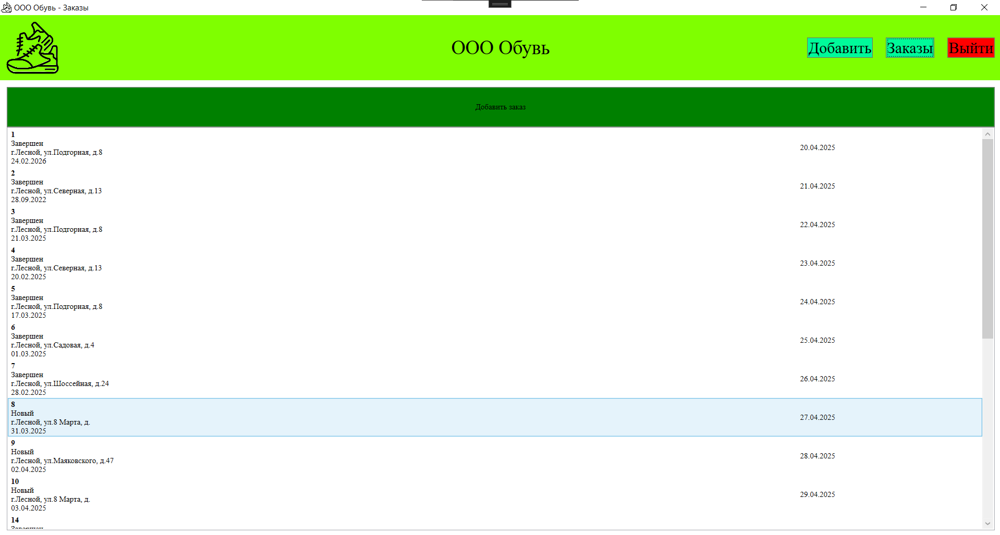 ООО Обувь - Заказы
ООО Обувь
Добавить
Заказы
Выйти
Добавить заказ
1
Завершен
г.Лесной, ул.Подгорная, д.8
24.02.2026
20.04.2025
2
Завершен
г.Лесной, ул.Северная, д.13
28.09.2022
21.04.2025
3
Завершен
г.Лесной, ул.Подгорная, д.8
21.03.2025
22.04.2025
4
Завершен
г.Лесной, ул.Северная, д.13
20.02.2025
23.04.2025
5
Завершен
г.Лесной, ул.Подгорная, д.8
17.03.2025
24.04.2025
6
Завершен
г.Лесной, ул.Садовая, д.4
01.03.2025
25.04.2025
7
Завершен
г.Лесной, ул.Шоссейная, д.24
28.02.2025
26.04.2025
8
Новый
г.Лесной, ул.8 Марта, д.
31.03.2025
27.04.2025
9
Новый
г.Лесной, ул.Маяковского, д.47
02.04.2025
28.04.2025
10
Новый
г.Лесной, ул.8 Марта, д.
03.04.2025
29.04.2025
14
Завершен